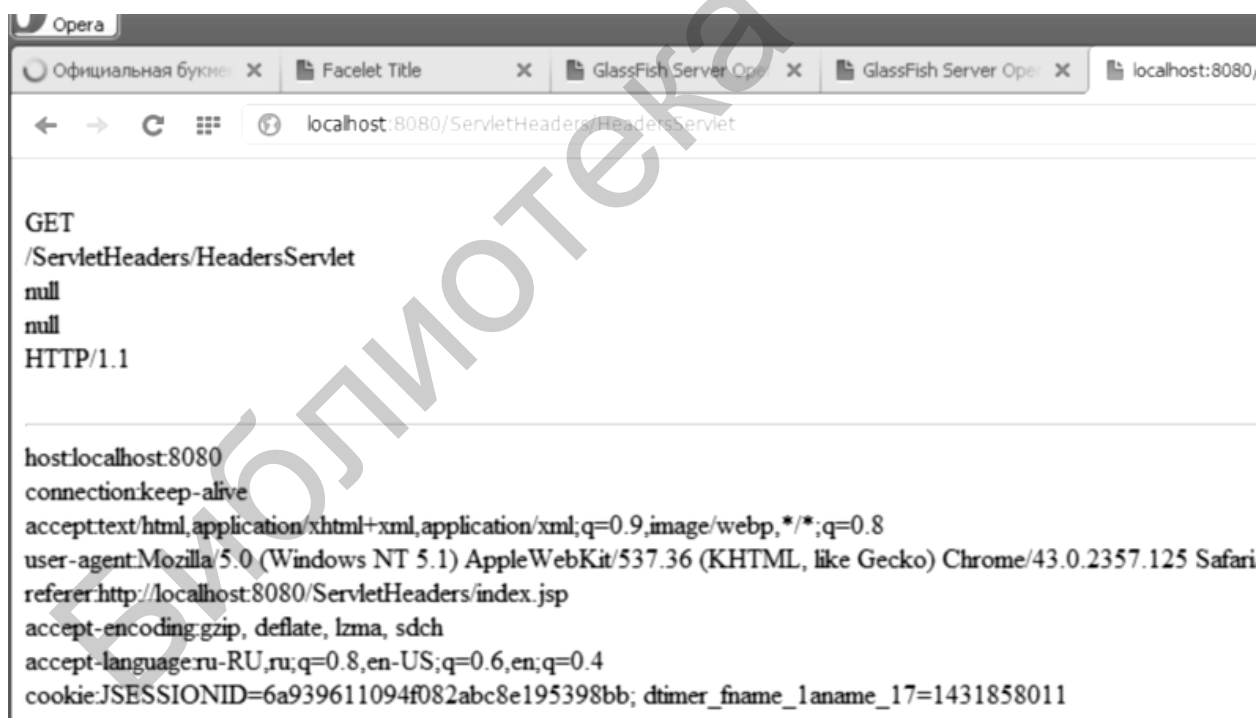 Opera
Официальная букме
Facelet Title
GlassFish Server Ope
GlassFish Server Oper
localhost:8080/
localhost:8080/ServletHeaders/HeadersServlet
GET
/ServletHeaders/HeadersServlet
null
null
HTTP/1.1
host:localhost:8080
connection:keep-alive
accept:text/html,application/xhtml+xml,application/xml;q=0.9,image/webp,*/*;q=0.8
user-agent:Mozilla/5.0 (Windows NT 5.1) AppleWebKit/537.36 (KHTML, like Gecko) Chrome/43.0.2357.125 Safari
referer:http://localhost:8080/ServletHeaders/index.jsp
accept-encoding:gzip, deflate, lzma, sdch
accept-language:ru-RU,ru;q=0.8,en-US;q=0.6,en;q=0.4
cookie:JSESSIONID=6a939611094f082abc8e195398bb; dtimer_fname_1aname_17=1431858011
Библиотека